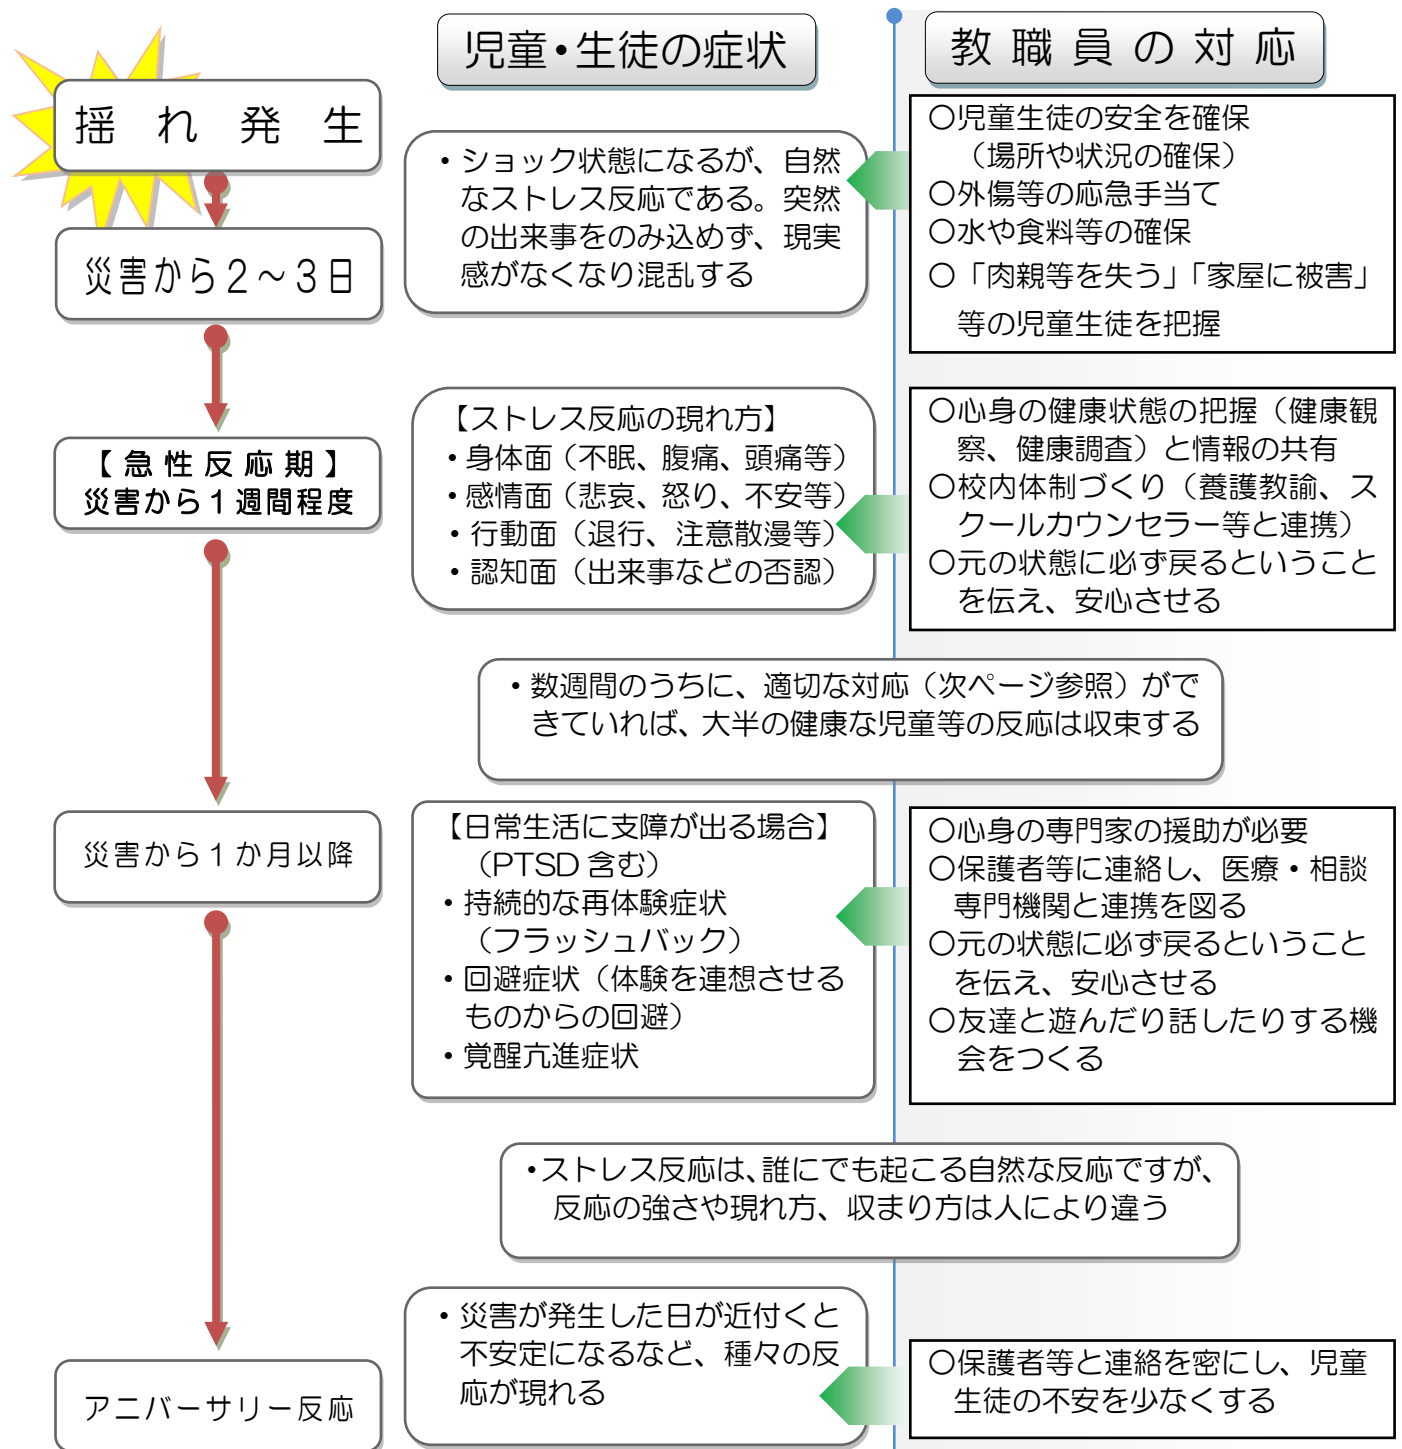 児童・生徒の症状
教職員の対応
揺れ発生
・ショック状態になるが、自然
なストレス反応である。突然
の出来事をのみ込めず、現実
感がなくなり混乱する
〇児童生徒の安全を確保
（場所や状況の確保）
〇外傷等の応急手当て
〇水や食料等の確保
〇「肉親等を失う」「家屋に被害」
等の児童生徒を把握
災害から２～３日
【急性反応期】
災害から１週間程度
【ストレス反応の現れ方】
・身体面（不眠、腹痛、頭痛等）
・感情面（悲哀、怒り、不安等）
・行動面（退行、注意散漫等）
・認知面（出来事などの否認）
〇心身の健康状態の把握（健康観
察、健康調査）と情報の共有
〇校内体制づくり（養護教諭、ス
クールカウンセラー等と連携）
〇元の状態に必ず戻るということ
を伝え、安心させる
・数週間のうちに、適切な対応（次ページ参照）がで
きていれば、大半の健康な児童等の反応は収束する
災害から１か月以降
【日常生活に支障が出る場合】
（PTSD 含む）
・持続的な再体験症状
（フラッシュバック）
・回避症状（体験を連想させる
ものからの回避）
・覚醒亢進症状
〇心身の専門家の援助が必要
〇保護者等に連絡し、医療・相談
専門機関と連携を図る
〇元の状態に必ず戻るということ
を伝え、安心させる
〇友達と遊んだり話したりする機
会をつくる
・ストレス反応は、誰にでも起こる自然な反応ですが、
反応の強さや現れ方、収まり方は人により違う
アニバーサリー反応
・災害が発生した日が近付くと
不安定になるなど、種々の反
応が現れる
〇保護者等と連絡を密にし、児童
生徒の不安を少なくする